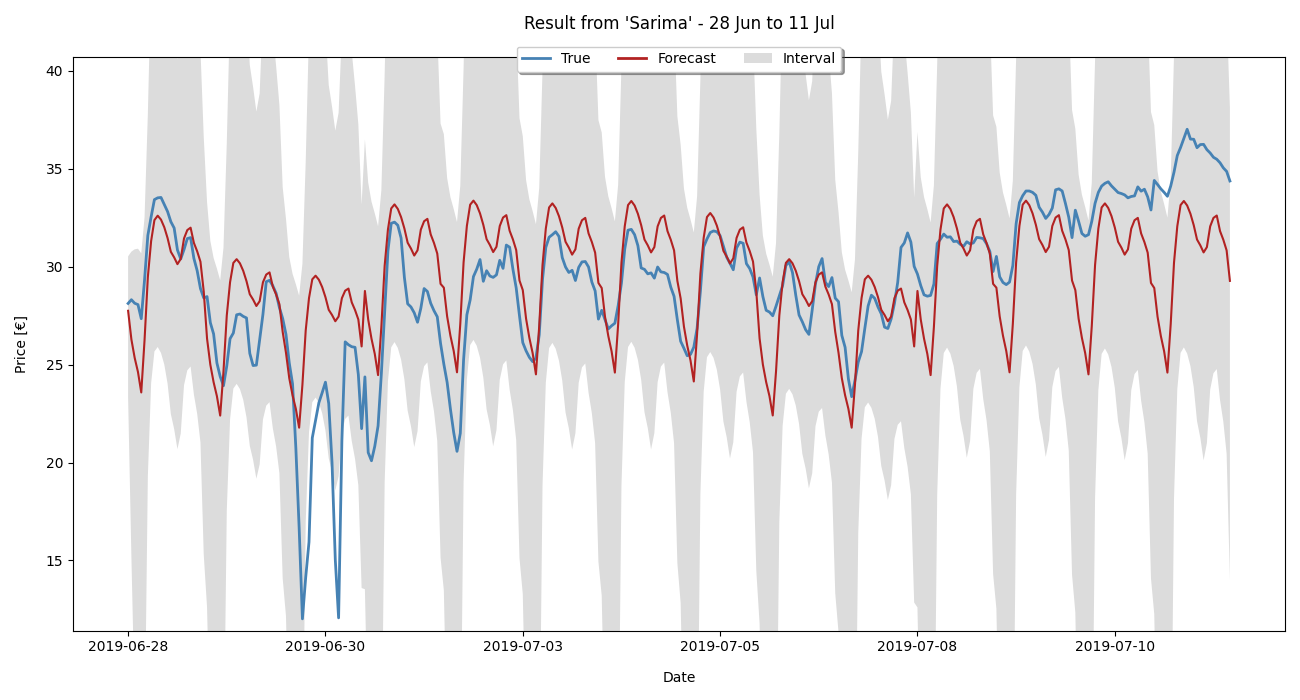 Result from 'Sarima' - 28 Jun to 11 Jul
True Forecast Interval
40
35
30
25
20
15
Price [€]
2019-06-28 2019-06-30 2019-07-03 2019-07-05 2019-07-08 2019-07-10
Date